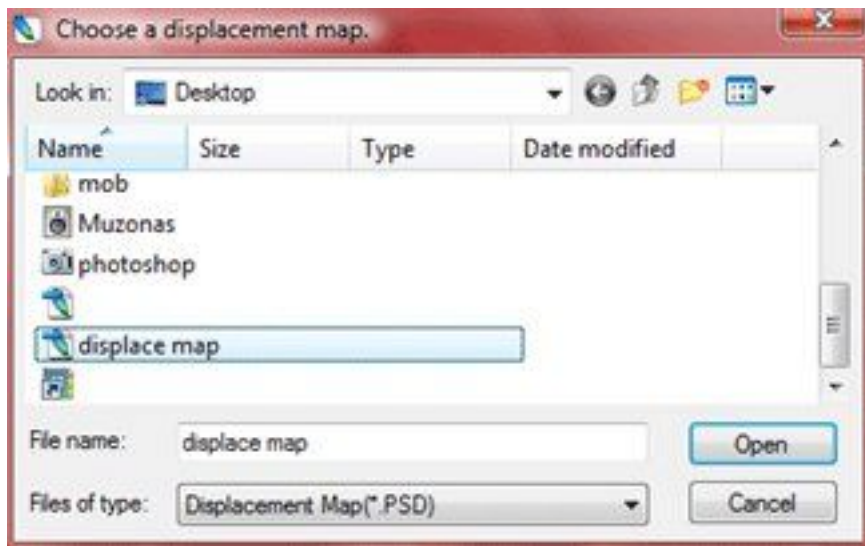 Choose a displacement map.
Look in: Desktop
Name Size Type Date modified
mob
Muzonas
photoshop
displace map
File name: displace map Open
Files of type: Displacement Map(*.PSD) Cancel